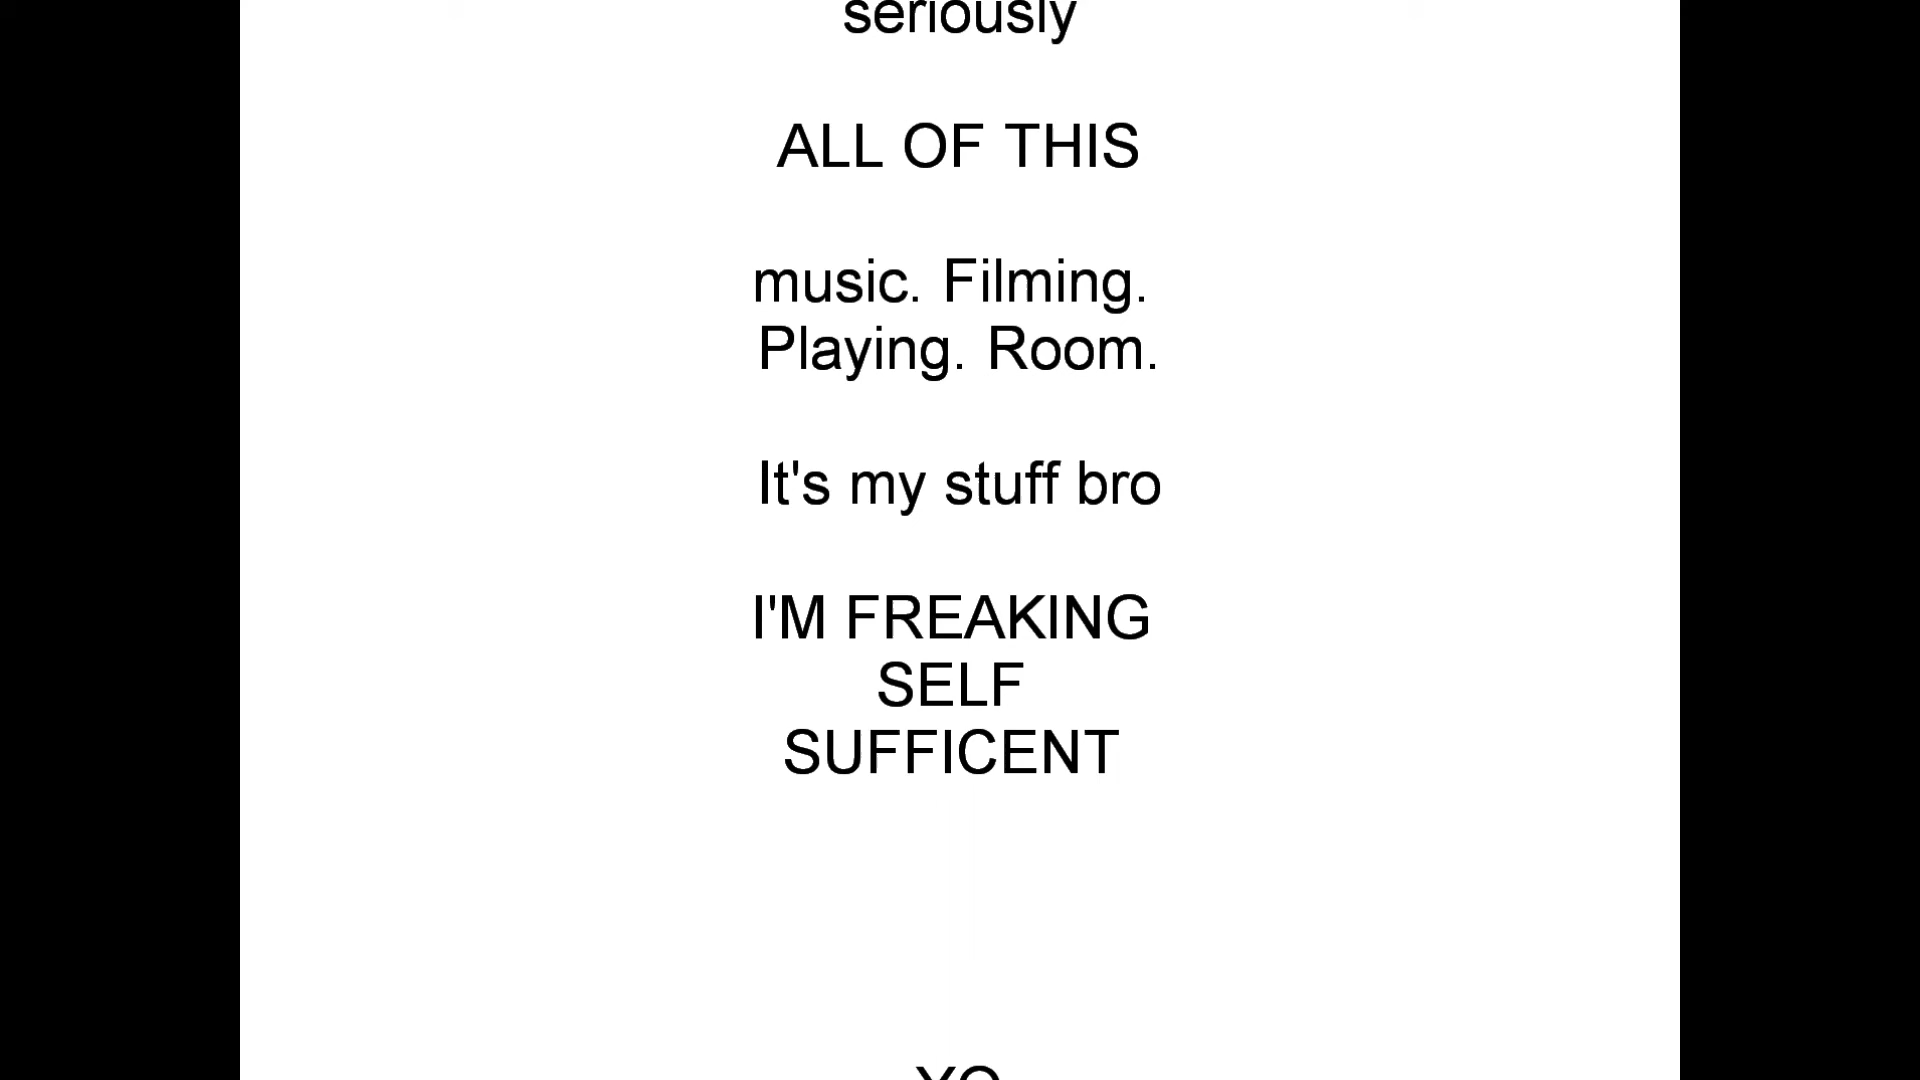 seriously
ALL OF THIS
music. Filming.
Playing. Room.
It's my stuff bro
I'M FREAKING
SELF
SUFFICENT